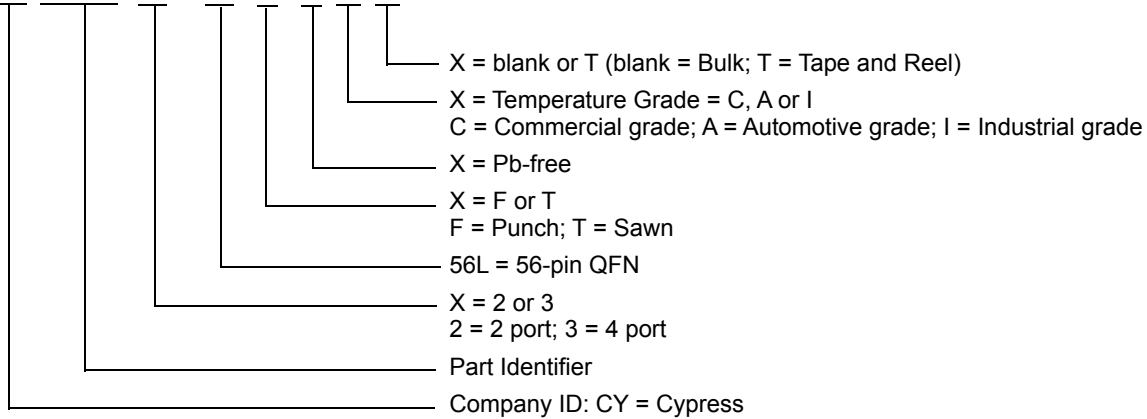 X = blank or T (blank = Bulk; T = Tape and Reel)
X = Temperature Grade = C, A or I
C = Commercial grade; A = Automotive grade; I = Industrial grade
X = Pb-free
X = F or T
F = Punch; T = Sawn
56L = 56-pin QFN
X = 2 or 3
2 = 2 port; 3 = 4 port
Part Identifier
Company ID: CY = Cypress